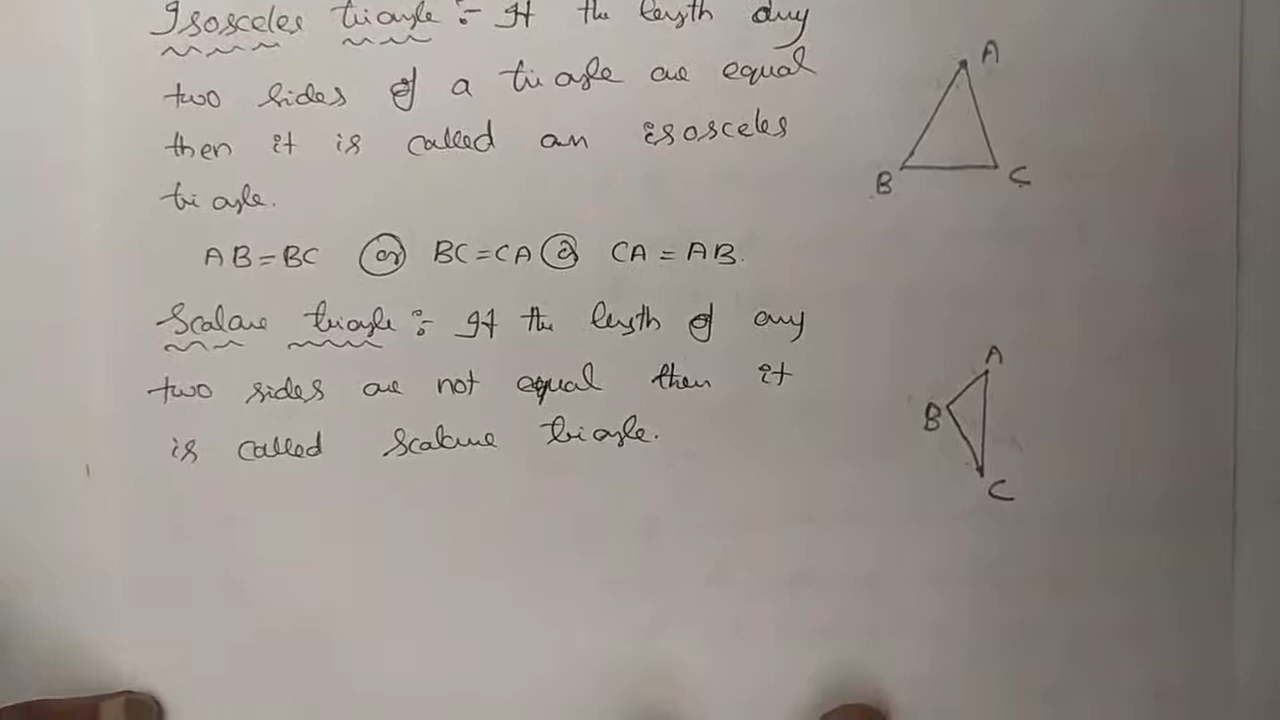 Isosceles triangle :- If the length any
two sides of a triangle are equal
then it is called an isosceles
triangle.
AB = BC or BC = CA or CA = AB.
Scalane triangle :- If the length of any
two sides are not equal then it
is called Scalane triangle.
A
B
C
A
B
C